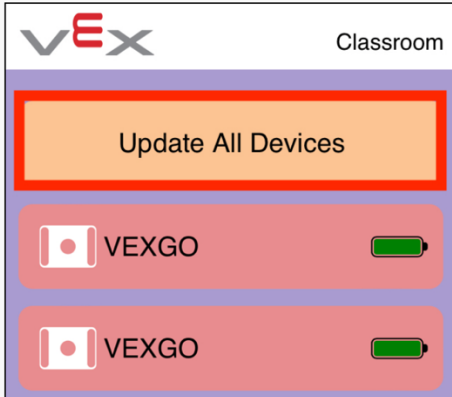 vex
Classroom
Update All Devices
VEXGO
VEXGO